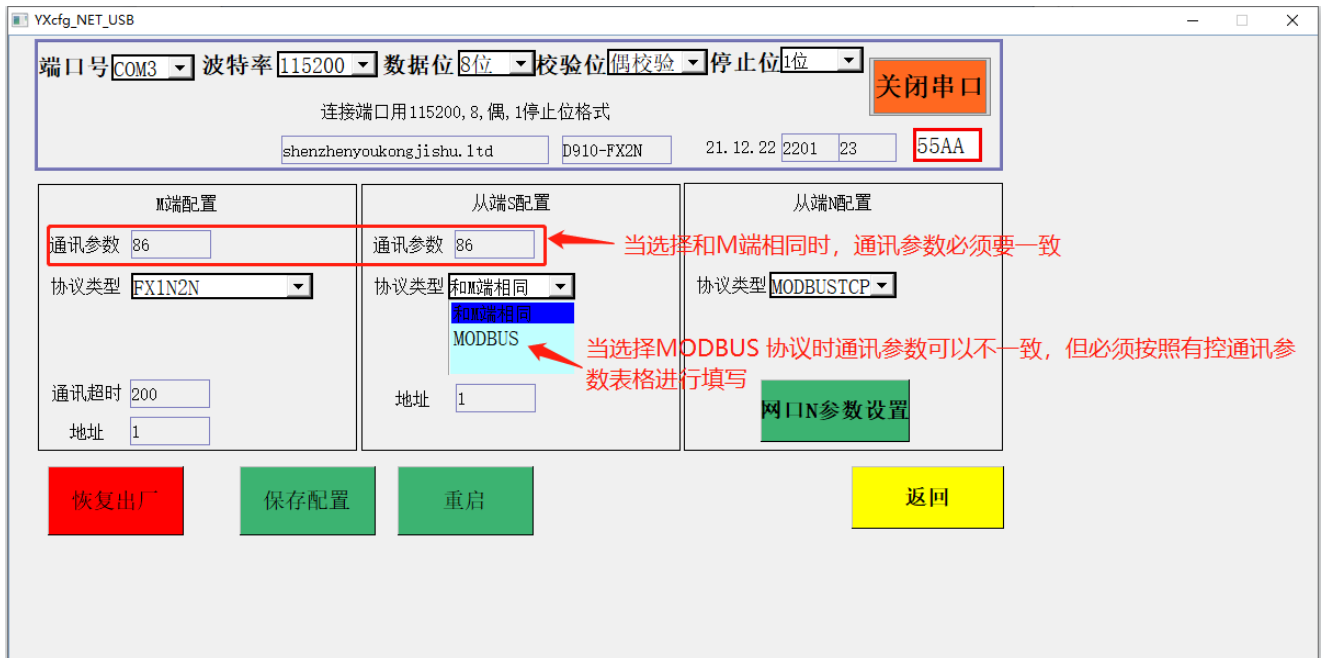 YXcfg_NET_USB
端口号 COM3 波特率 115200 数据位 8位 校验位 偶校验 停止位 1位
关闭串口
连接端口用115200,8,偶,1停止位格式
shenzhenyoukongjishu.ltd D910-FX2N 21.12.22 2201 23 55AA
M端配置 从端S配置 从端N配置
通讯参数 86 通讯参数 86 当选择和M端相同时，通讯参数必须要一致
协议类型 FX1N2N 协议类型 和M端相同 协议类型 MODBUSTCP
和M端相同
MODBUS 当选择MODBUS 协议时通讯参数可以不一致，但必须按照有控通讯参
数表格进行填写
通讯超时 200 地址 1 网口N参数设置
地址 1
恢复出厂 保存配置 重启 返回